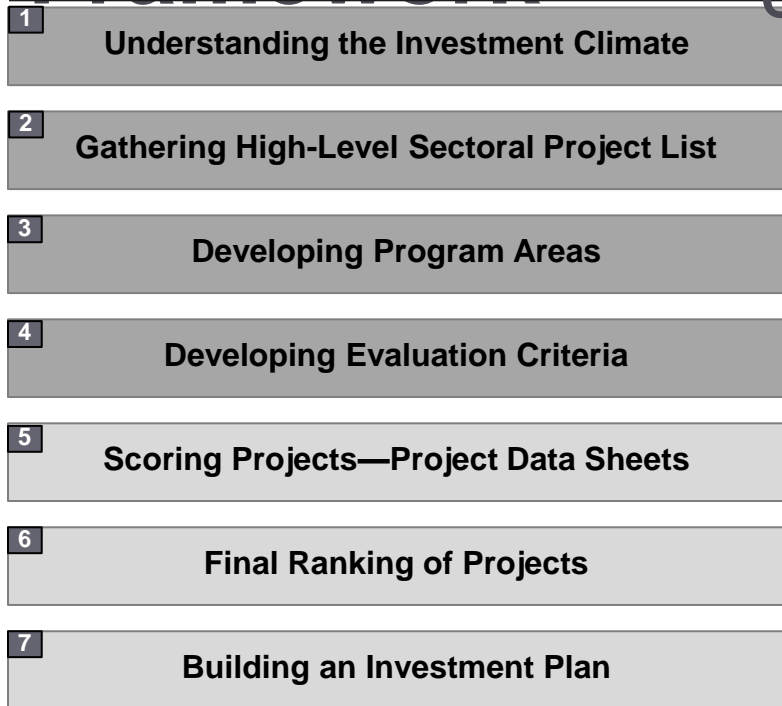 1
Understanding the Investment Climate
2
Gathering High-Level Sectoral Project List
3
Developing Program Areas
4
Developing Evaluation Criteria
5
Scoring Projects—Project Data Sheets
6
Final Ranking of Projects
7
Building an Investment Plan